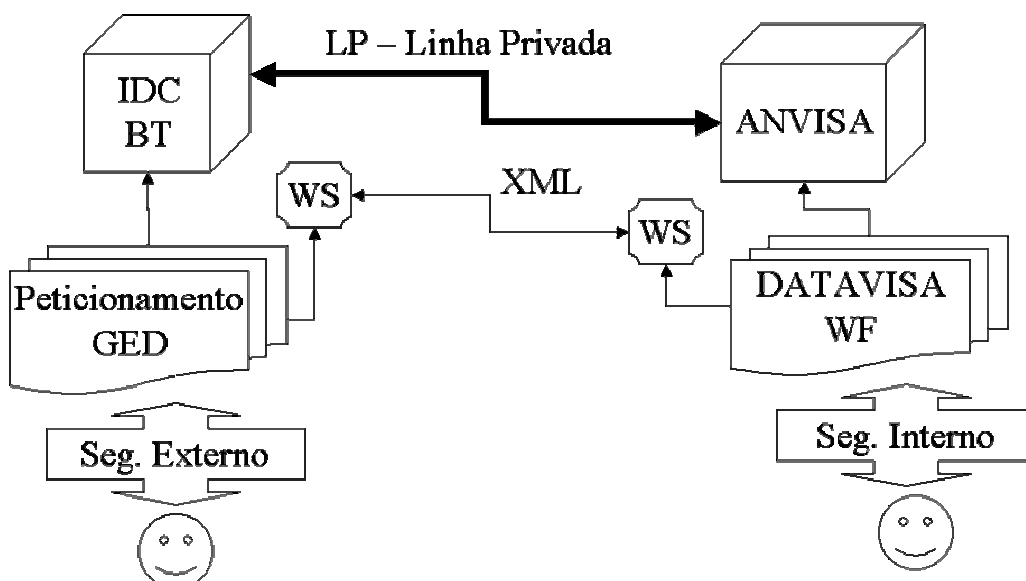 LP – Linha Privada
IDC
BT
ANVISA
WS
XML
WS
Peticionamento
GED
DATAVISA
WF
Seg. Externo
Seg. Interno